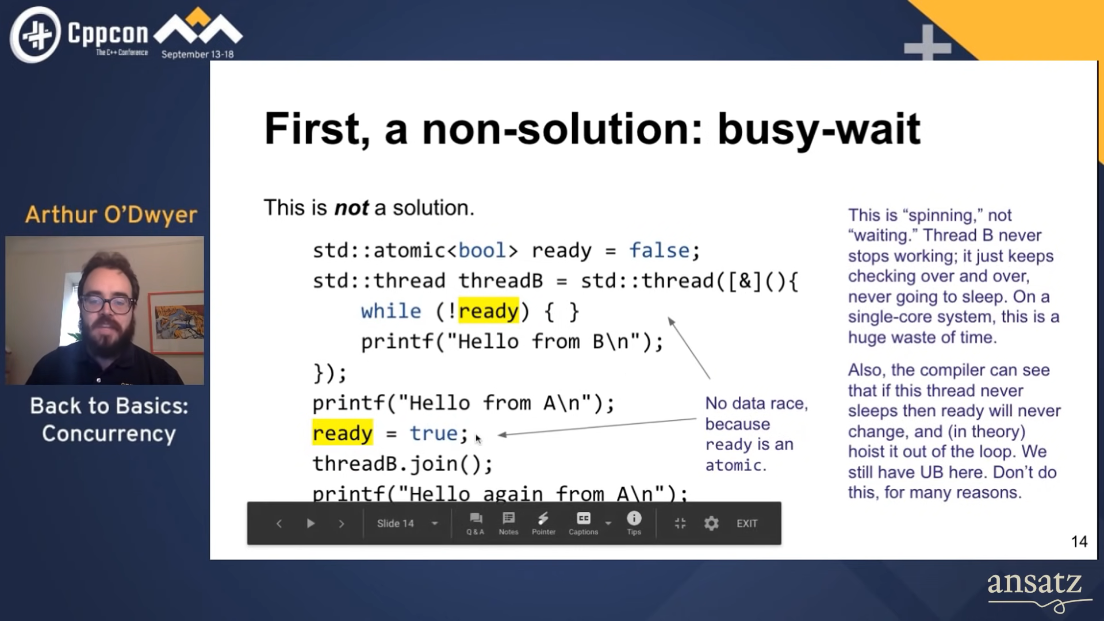 Cppcon
The C++ Conference
September 13-18
First, a non-solution: busy-wait
Arthur O'Dwyer
Back to Basics:
Concurrency
This is not a solution.
std::atomic<bool> ready = false;
std::thread threadB = std::thread([&](){
while (!ready) { }
printf("Hello from B\n");
});
printf("Hello from A\n");
ready = true;
threadB.join();
printf("Hello again from A\n");
No data race,
because
ready is an
atomic.
This is “spinning,” not
“waiting.” Thread B never
stops working; it just keeps
checking over and over,
never going to sleep. On a
single-core system, this is a
huge waste of time.
Also, the compiler can see
that if this thread never
sleeps then ready will never
change, and (in theory)
hoist it out of the loop. We
still have UB here. Don’t do
this, for many reasons.
Slide 14
Q & A
Notes
Pointer
CC
Captions
Tips
EXIT
14
ansatz